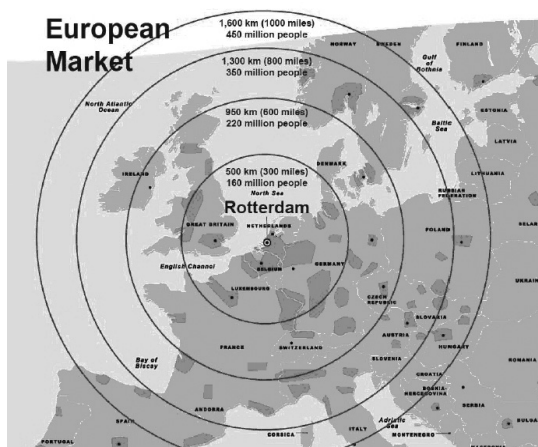 European
Market
1,600 km (1000 miles)
450 million people
1,300 km (800 miles)
350 million people
950 km (600 miles)
220 million people
500 km (300 miles)
160 million people
North Sea
Rotterdam
NORWAY
SWEDEN
FINLAND
Gulf
of
Bothnia
North Atlantic
Ocean
ESTONIA
Baltic
Sea
LATVIA
DENMARK
IRELAND
LITHUANIA
RUSSIAN
FEDERATION
GREAT BRITAIN
NETHERLANDS
POLAND
BELARU
English Channel
BELGIUM
GERMANY
LUXEMBOURG
CZECH
REPUBLIC
UKRAIN
SLOVAKIA
AUSTRIA
FRANCE
SWITZERLAND
HUNGARY
Bay of
Biscay
SLOVENIA
ROMANIA
CROATIA
BOSNIA-
HERCEGOVINA
SERBIA
ANDORRA
SPAIN
PORTUGAL
CORSICA
ITALY
Adriatic
Sea
MONTENEGRO
BULGA